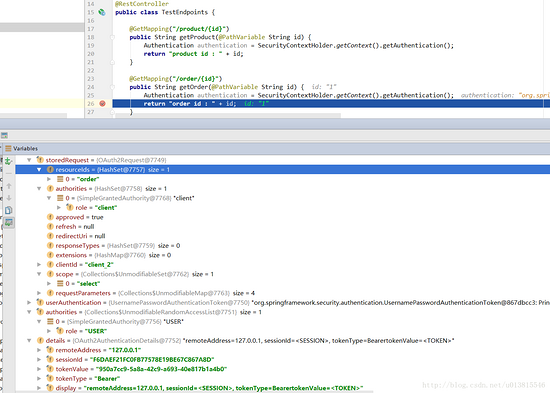 14 @RestController
15 public class TestEndpoints {
16
17 @GetMapping("/product/{id}")
18 public String getProduct(@PathVariable String id) {
19 Authentication authentication = SecurityContextHolder.getContext().getAuthentication();
20 return "product id : " + id;
21 }
22
23 @GetMapping("/order/{id}")
24 public String getOrder(@PathVariable String id) { id: "1"
25 Authentication authentication = SecurityContextHolder.getContext().getAuthentication(); authentication: "org.spri
26 return "order id : " + id; id: "1"
27 }
Variables
storedRequest = {OAuth2Request@7749}
resourceIds = {HashSet@7757} size = 1
0 = "order"
authorities = {HashSet@7758} size = 1
0 = {SimpleGrantedAuthority@7768} "client"
role = "client"
approved = true
refresh = null
redirectUri = null
responseTypes = {HashSet@7759} size = 0
extensions = {HashMap@7760} size = 0
clientId = "client_2"
scope = {Collections$UnmodifiableSet@7762} size = 1
0 = "select"
requestParameters = {Collections$UnmodifiableMap@7763} size = 4
userAuthentication = {UsernamePasswordAuthenticationToken@7750} "org.springframework.security.authentication.UsernamePasswordAuthenticationToken@867dbcc3: Prin
authorities = {Collections$UnmodifiableRandomAccessList@7751} size = 1
0 = {SimpleGrantedAuthority@7756} "USER"
role = "USER"
details = {OAuth2AuthenticationDetails@7752} "remoteAddress=127.0.0.1, sessionId=<SESSION>, tokenType=BearertokenValue=<TOKEN>"
remoteAddress = "127.0.0.1"
sessionId = "F6DAEF21FC0FB77578E19BE67C867A8D"
tokenValue = "950a7cc9-5a8a-42c9-a693-40e817b1a4b0"
tokenType = "Bearer"
display = "remoteAddress=127.0.0.1, sessionId=<SESSION>, tokenType=BearertokenValue=<TOKEN>"